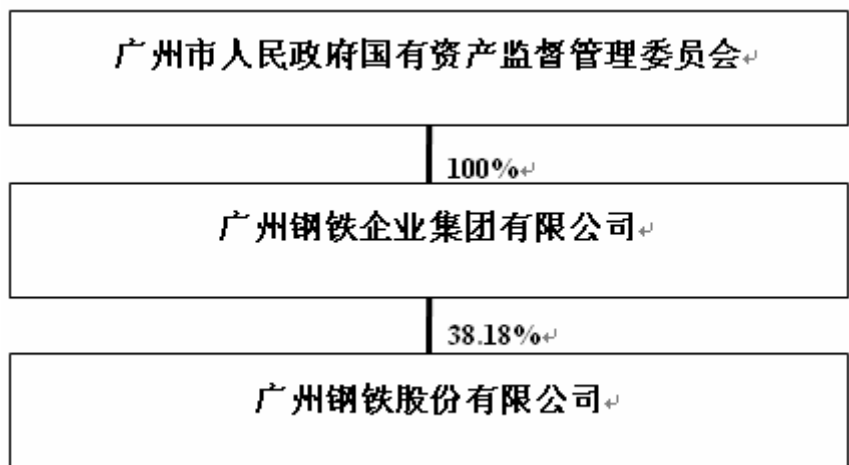 广州市人民政府国有资产监督管理委员会↵
100%↵
广州钢铁企业集团有限公司↵
38.18%↵
广州钢铁股份有限公司↵